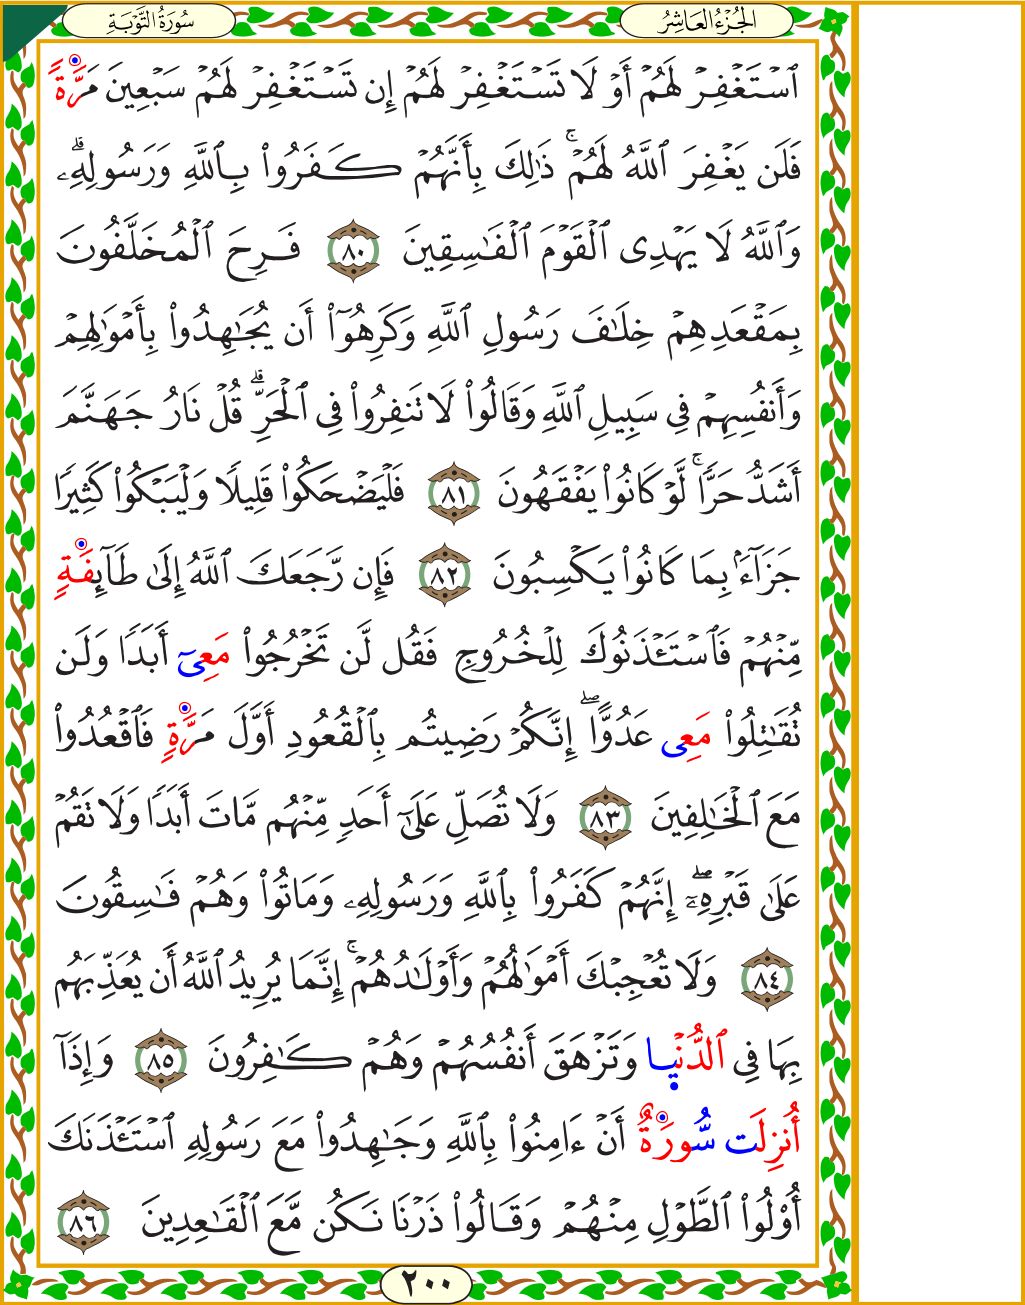 الجُزْءُ العَاشِرُ
سُورَةُ التَّوْبَةِ
ٱسۡتَغۡفِرۡ لَهُمۡ أَوۡ لَا تَسۡتَغۡفِرۡ لَهُمۡ إِن تَسۡتَغۡفِرۡ لَهُمۡ سَبۡعِينَ مَرَّةٗ
فَلَن يَغۡفِرَ ٱللَّهُ لَهُمۡۚ ذَٰلِكَ بِأَنَّهُمۡ كَفَرُواْ بِٱللَّهِ وَرَسُولِهِۦۗ
وَٱللَّهُ لَا يَهۡدِي ٱلۡقَوۡمَ ٱلۡفَٰسِقِينَ ٨٠ فَرِحَ ٱلۡمُخَلَّفُونَ
بِمَقۡعَدِهِمۡ خِلَٰفَ رَسُولِ ٱللَّهِ وَكَرِهُوٓاْ أَن يُجَٰهِدُواْ بِأَمۡوَٰلِهِمۡ
وَأَنفُسِهِمۡ فِي سَبِيلِ ٱللَّهِ وَقَالُواْ لَا تَنفِرُواْ فِي ٱلۡحَرِّۗ قُلۡ نَارُ جَهَنَّمَ
أَشَدُّ حَرّٗاۚ لَّوۡ كَانُواْ يَفۡقَهُونَ ٨١ فَلۡيَضۡحَكُواْ قَلِيلٗا وَلۡيَبۡكُواْ كَثِيرٗا
جَزَآءَۢ بِمَا كَانُواْ يَكۡسِبُونَ ٨٢ فَإِن رَّجَعَكَ ٱللَّهُ إِلَىٰ طَآئِفَةٖ
مِّنۡهُمۡ فَٱسۡتَـٔۡذَنُوكَ لِلۡخُرُوجِ فَقُل لَّن تَخۡرُجُواْ مَعِيٓ أَبَدٗا وَلَن
تُقَٰتِلُواْ مَعِي عَدُوًّاۖ إِنَّكُمۡ رَضِيتُم بِٱلۡقُعُودِ أَوَّلَ مَرَّةٖ فَٱقۡعُدُواْ
مَعَ ٱلۡخَٰلِفِينَ ٨٣ وَلَا تُصَلِّ عَلَىٰٓ أَحَدٖ مِّنۡهُم مَّاتَ أَبَدٗا وَلَا تَقُمۡ
عَلَىٰ قَبۡرِهِۦٓۖ إِنَّهُمۡ كَفَرُواْ بِٱللَّهِ وَرَسُولِهِۦ وَمَاتُواْ وَهُمۡ فَٰسِقُونَ
٨٤ وَلَا تُعۡجِبۡكَ أَمۡوَٰلُهُمۡ وَأَوۡلَٰدُهُمۡۚ إِنَّمَا يُرِيدُ ٱللَّهُ أَن يُعَذِّبَهُم
بِهَا فِي ٱلدُّنۡيَا وَتَزۡهَقَ أَنفُسُهُمۡ وَهُمۡ كَٰفِرُونَ ٨٥ وَإِذَآ
أُنزِلَت سُّورَةٌ أَنۡ ءَامِنُواْ بِٱللَّهِ وَجَٰهِدُواْ مَعَ رَسُولِهِ ٱسۡتَـٔۡذَنَكَ
أُوْلُواْ ٱلطَّوۡلِ مِنۡهُمۡ وَقَالُواْ ذَرۡنَا نَكُن مَّعَ ٱلۡقَٰعِدِينَ ٨٦
٢٠٠